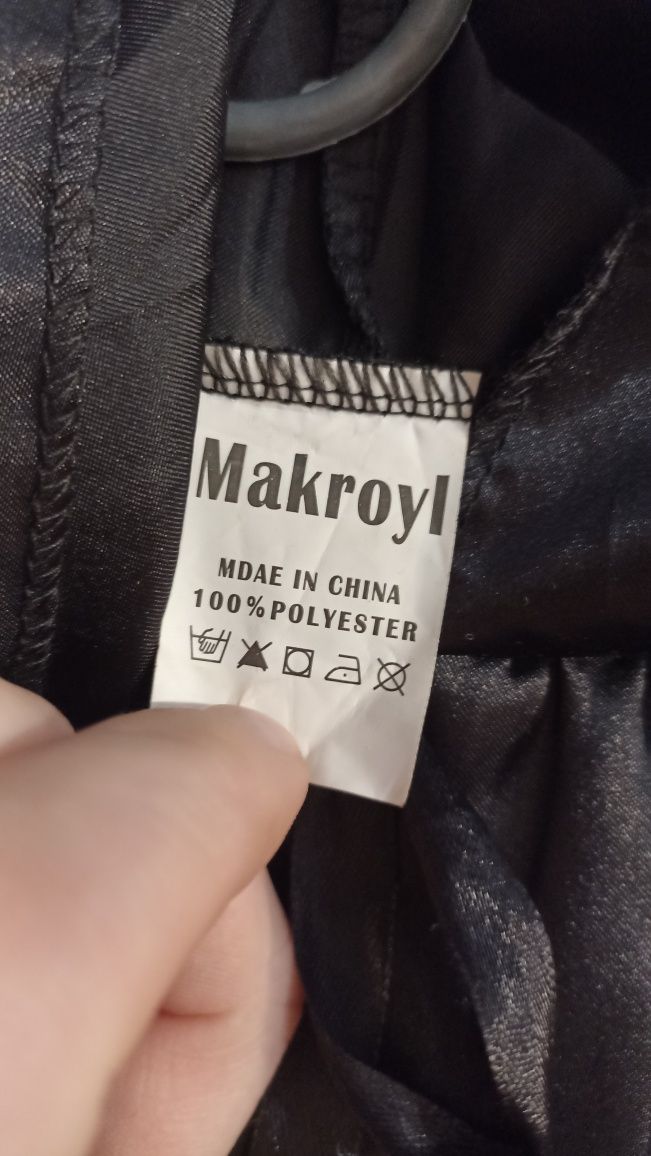 Makroyl
MDAE IN CHINA
100%POLYESTER